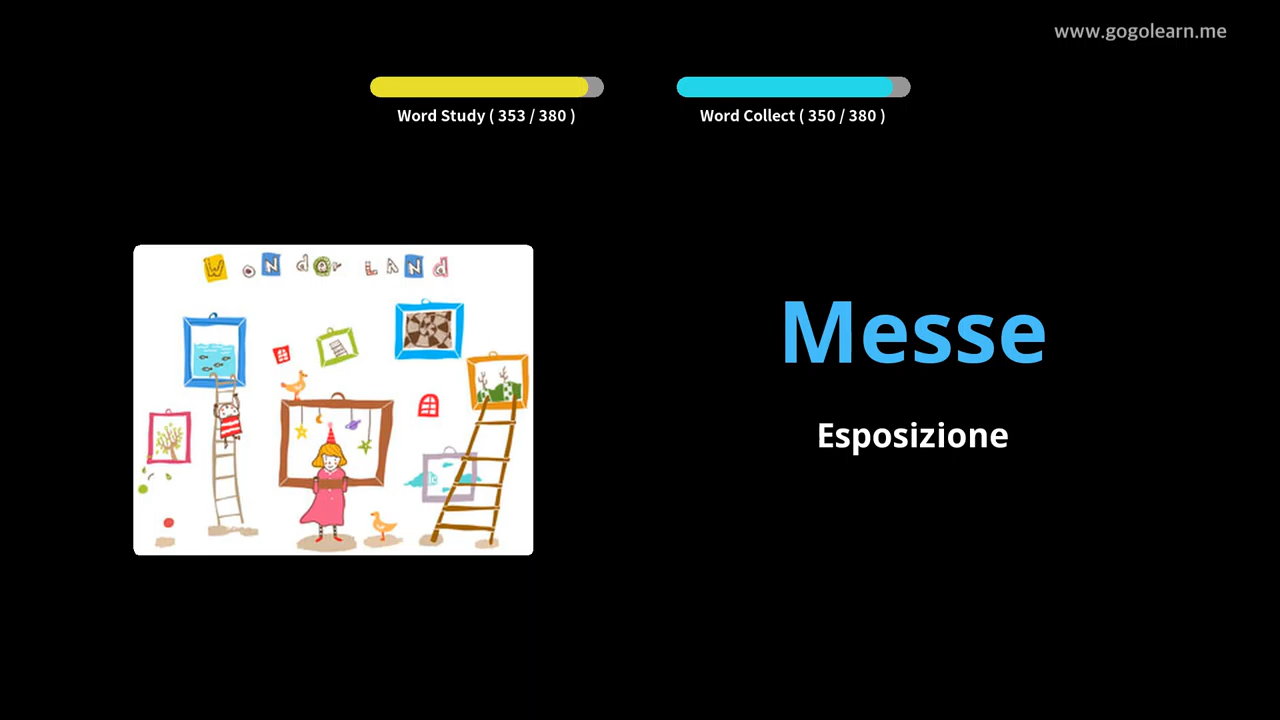 www.gogolearn.me
Word Study ( 353 / 380 )
Word Collect ( 350 / 380 )
WoNder LANd
Messe
Esposizione